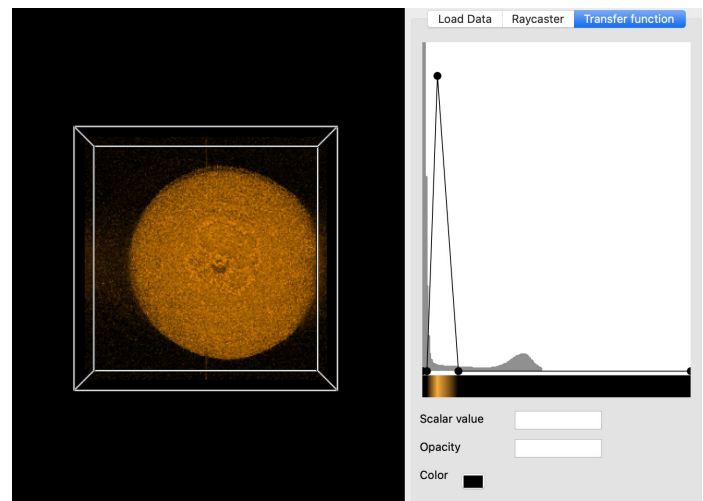 Load Data Raycaster Transfer function
Scalar value
Opacity
Color